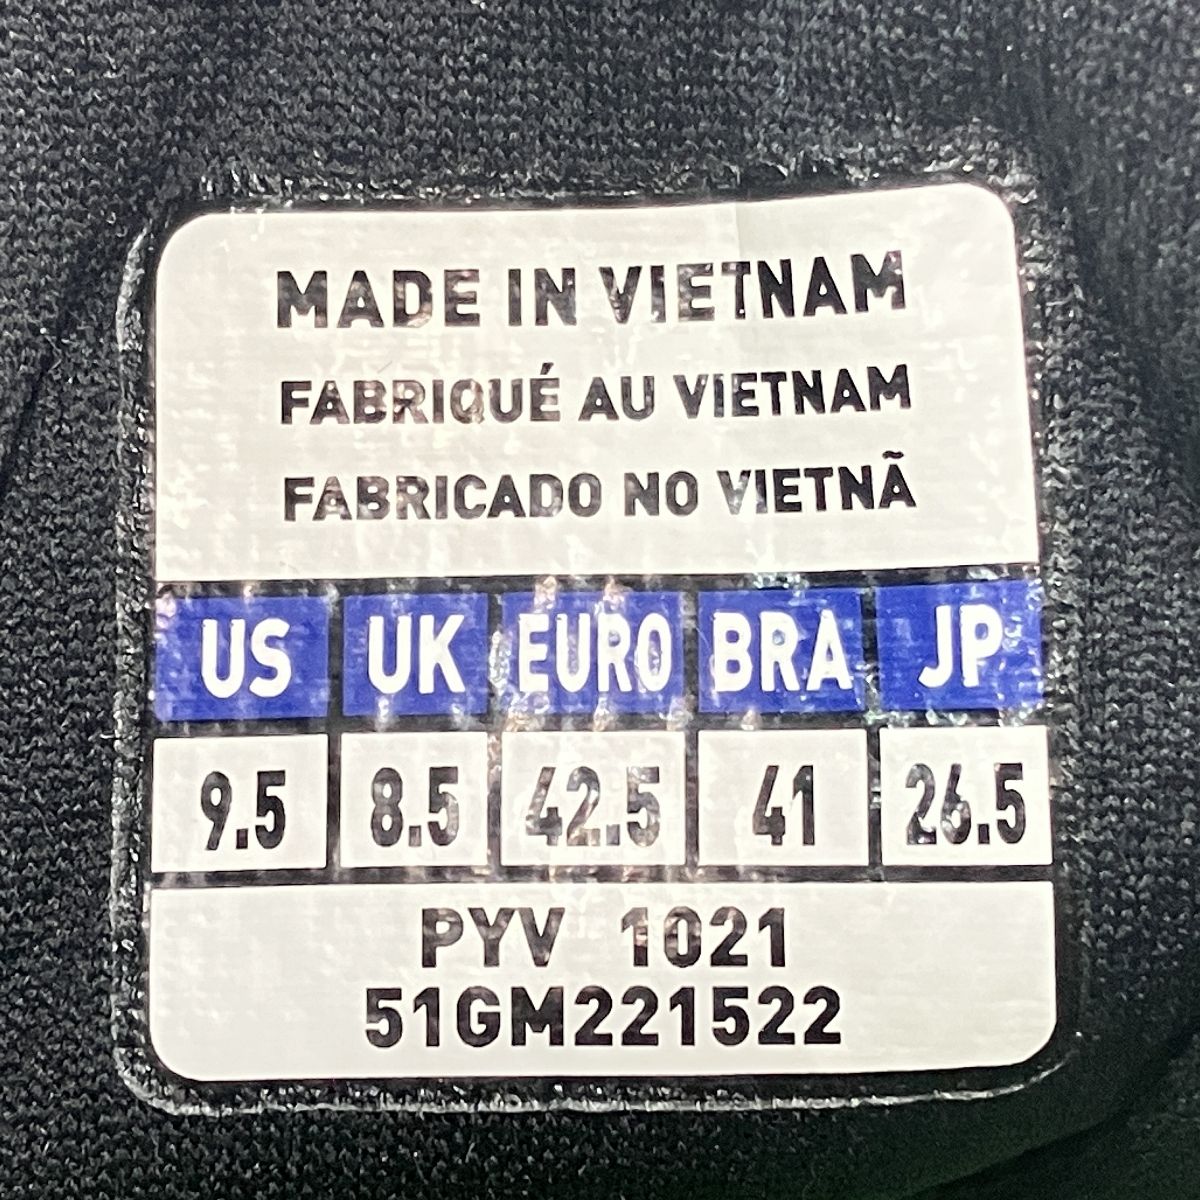 MADE IN VIETNAM
FABRIQUÉ AU VIETNAM
FABRICADO NO VIETNÃ
US UK EURO BRA JP
9.5 8.5 42.5 41 26.5
PYV 1021
51GM221522